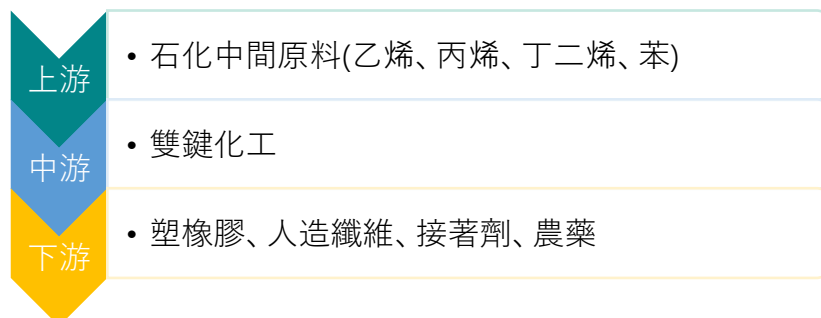 上游
• 石化中間原料(乙烯、丙烯、丁二烯、苯)
中游
• 雙鍵化工
下游
• 塑橡膠、人造纖維、接著劑、農藥